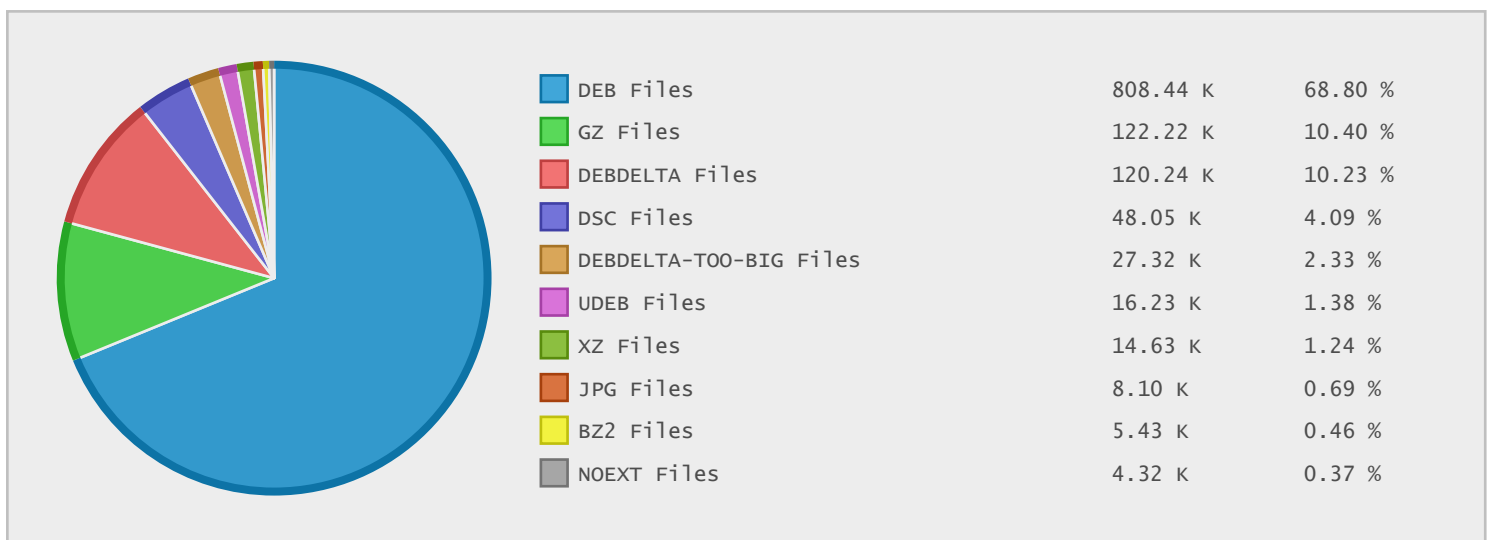 DEB Files 808.44 K 68.80 %
GZ Files 122.22 K 10.40 %
DEBDELTA Files 120.24 K 10.23 %
DSC Files 48.05 K 4.09 %
DEBDELTA-TOO-BIG Files 27.32 K 2.33 %
UDEB Files 16.23 K 1.38 %
XZ Files 14.63 K 1.24 %
JPG Files 8.10 K 0.69 %
BZ2 Files 5.43 K 0.46 %
NOEXT Files 4.32 K 0.37 %